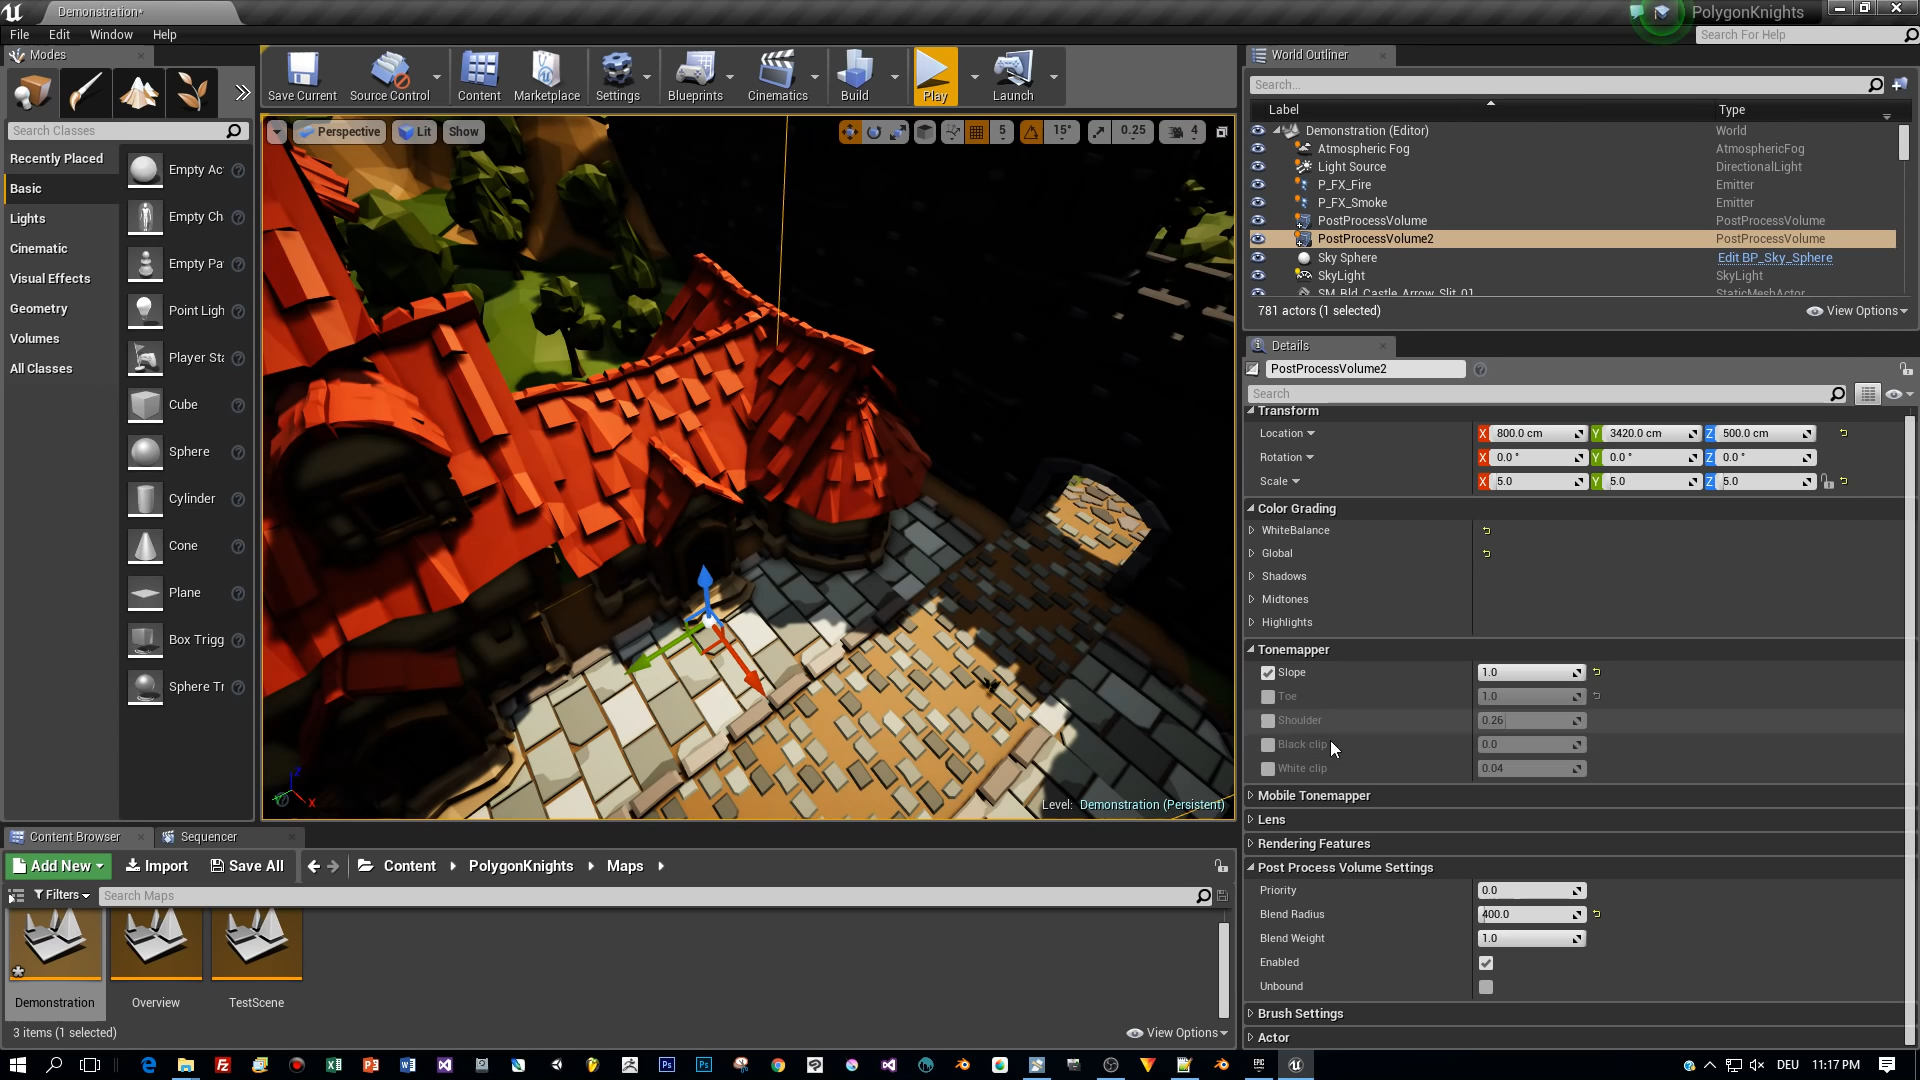 Demonstration*
PolygonKnights
File Edit Window Help
Search For Help
Modes
Search Classes
Recently Placed
Basic
Lights
Cinematic
Visual Effects
Geometry
Volumes
All Classes
Empty Ac
Empty Ch
Empty Pa
Point Ligh
Player Sta
Cube
Sphere
Cylinder
Cone
Plane
Box Trigg
Sphere Tr
Save Current
Source Control
Content
Marketplace
Settings
Blueprints
Cinematics
Build
Play
Launch
Perspective Lit Show
5 15° 0.25 4
Level: Demonstration (Persistent)
World Outliner
Search...
Label Type
Demonstration (Editor) World
Atmospheric Fog AtmosphericFog
Light Source DirectionalLight
P_FX_Fire Emitter
P_FX_Smoke Emitter
PostProcessVolume PostProcessVolume
PostProcessVolume2 PostProcessVolume
Sky Sphere Edit BP_Sky_Sphere
SkyLight SkyLight
SM_Bld_Castle_Arrow_Slit_01 StaticMeshActor
781 actors (1 selected)
View Options
Details
PostProcessVolume2
Search
Transform
Location X 800.0 cm Y 3420.0 cm Z 500.0 cm
Rotation X 0.0 ° Y 0.0 ° Z 0.0 °
Scale X 5.0 Y 5.0 Z 5.0
Color Grading
WhiteBalance
Global
Shadows
Midtones
Highlights
Tonemapper
Slope 1.0
Toe 1.0
Shoulder 0.26
Black clip 0.0
White clip 0.04
Mobile Tonemapper
Lens
Rendering Features
Post Process Volume Settings
Priority 0.0
Blend Radius 400.0
Blend Weight 1.0
Enabled
Unbound
Brush Settings
Actor
Content Browser
Sequencer
Add New Import Save All Content PolygonKnights Maps
Filters Search Maps
Demonstration
Overview
TestScene
3 items (1 selected)
View Options
DEU 11:17 PM